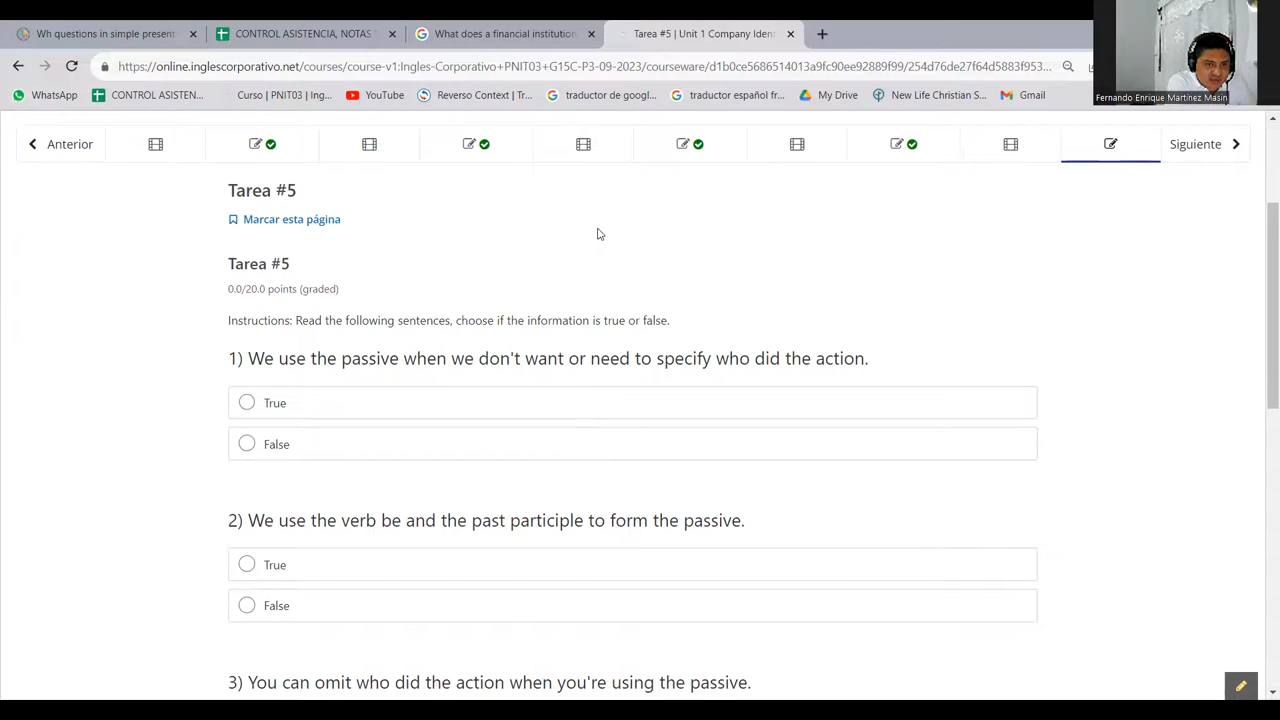 Wh questions in simple present
CONTROL ASISTENCIA, NOTAS
What does a financial institution
Tarea #5 | Unit 1 Company Iden
https://online.inglescorporativo.net/courses/course-v1:Ingles-Corporativo+PNIT03+G15C-P3-09-2023/courseware/d1b0ce5686514013a9fc90ee92889f99/254d76de27f64d5883f953...
WhatsApp
CONTROL ASISTEN...
Curso | PNIT03 | Ing...
YouTube
Reverso Context | Tr...
traductor de googl...
traductor español fr...
My Drive
New Life Christian S...
Gmail
Fernando Enrique Martínez Masin
Anterior
Siguiente
Tarea #5
Marcar esta página
Tarea #5
0.0/20.0 points (graded)
Instructions: Read the following sentences, choose if the information is true or false.
1) We use the passive when we don't want or need to specify who did the action.
True
False
2) We use the verb be and the past participle to form the passive.
True
False
3) You can omit who did the action when you're using the passive.